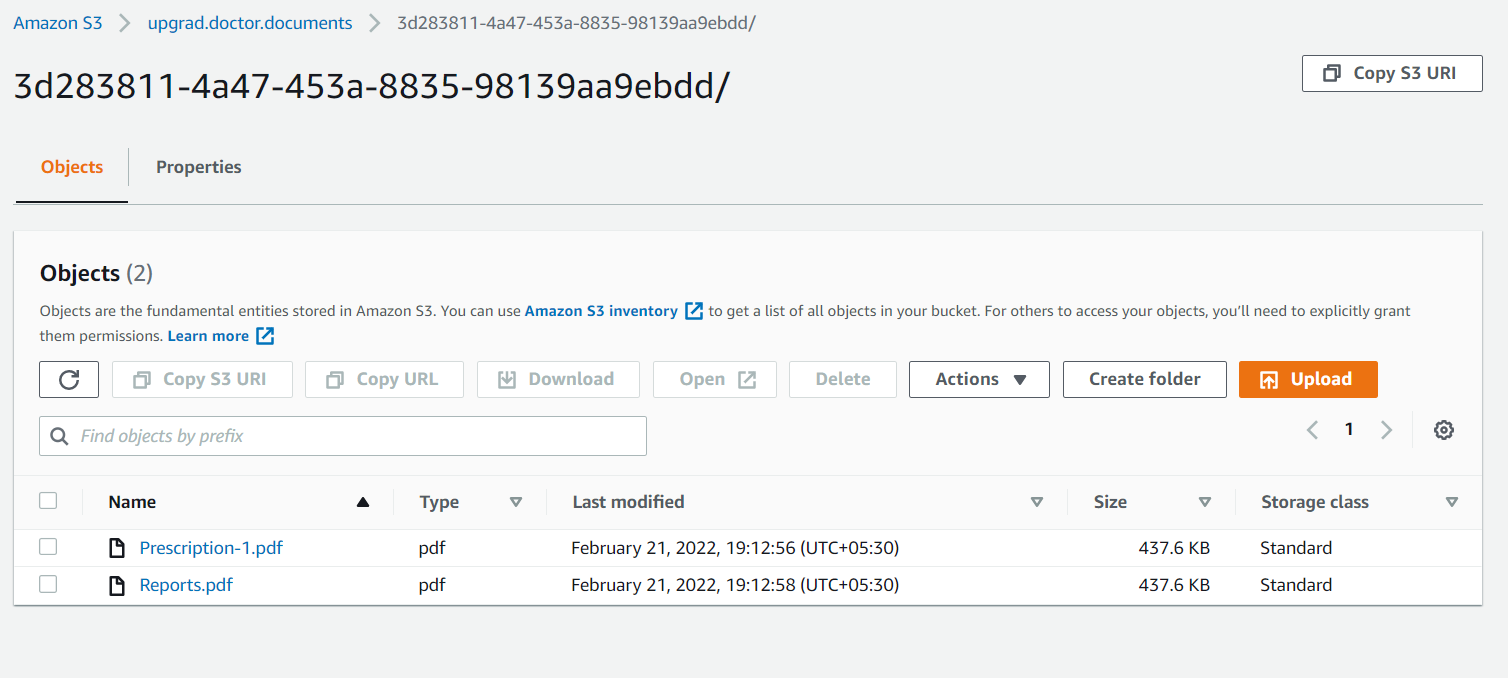 Amazon S3 > upgrad.doctor.documents > 3d283811-4a47-453a-8835-98139aa9ebdd/
3d283811-4a47-453a-8835-98139aa9ebdd/
Copy S3 URI
Objects Properties
Objects (2)
Objects are the fundamental entities stored in Amazon S3. You can use Amazon S3 inventory to get a list of all objects in your bucket. For others to access your objects, you'll need to explicitly grant
them permissions. Learn more
Copy S3 URI Copy URL Download Open Delete Actions Create folder Upload
Find objects by prefix
1
Name Type Last modified Size Storage class
Prescription-1.pdf pdf February 21, 2022, 19:12:56 (UTC+05:30) 437.6 KB Standard
Reports.pdf pdf February 21, 2022, 19:12:58 (UTC+05:30) 437.6 KB Standard